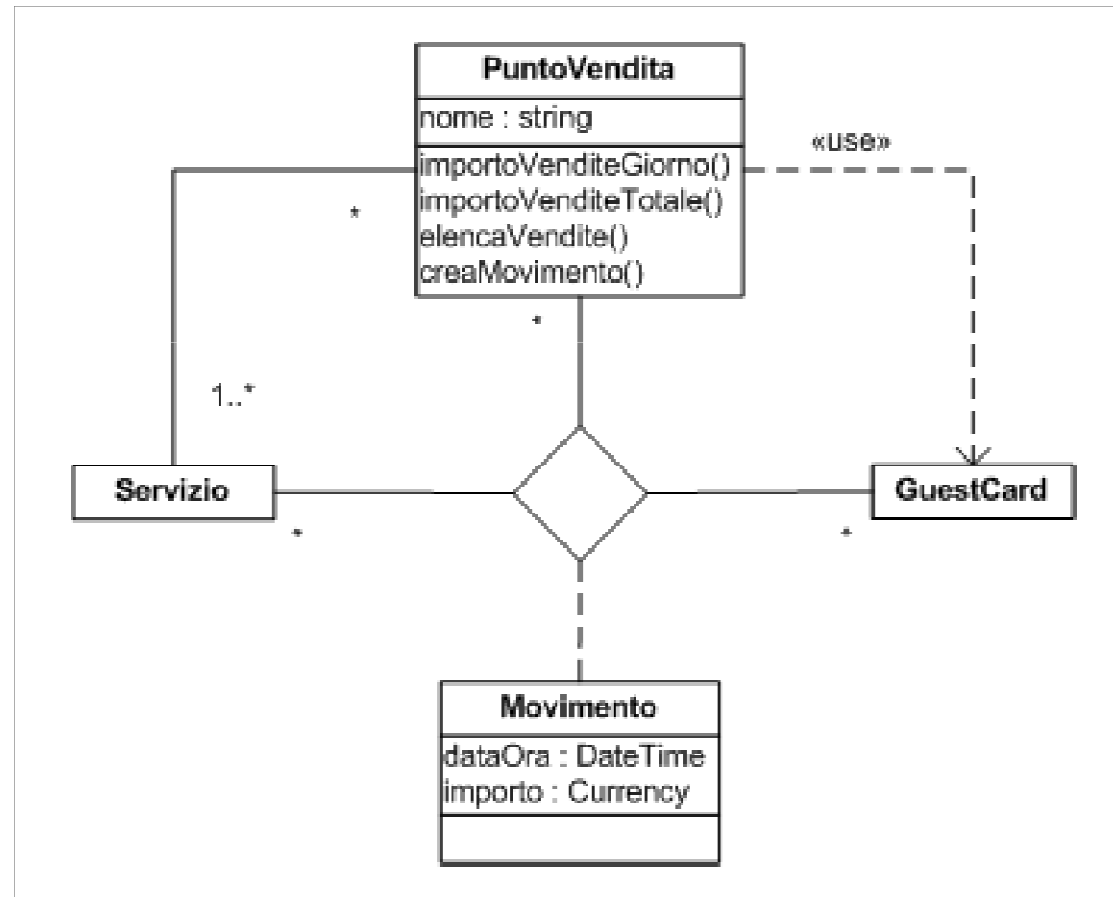 PuntoVendita
nome : string
«use»
importoVenditeGiorno()
importoVenditeTotale()
elencaVendite()
creaMovimento()
*
*
1..*
Servizio
GuestCard
*
*
Movimento
dataOra : DateTime
importo : Currency